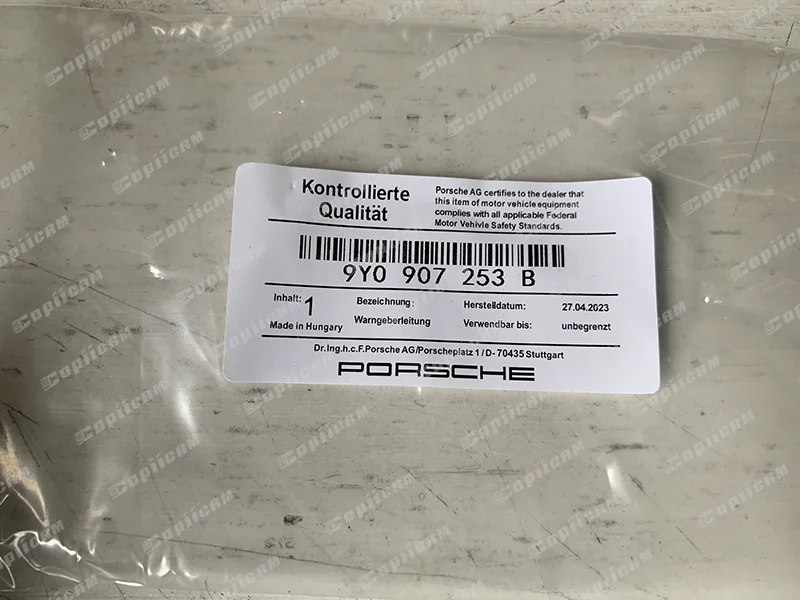 Kontrollierte
Qualität
Porsche AG certifies to the dealer that
this item of motor vehicle equipment
complies with all applicable Federal
Motor Vehivle Safety Standards.
9Y0 907 253 B
Inhalt: 1
Made in Hungary
Bezeichnung:
Warngeberleitung
Herstelldatum: 27.04.2023
Verwendbar bis: unbegrenzt
Dr.Ing.h.c.F.Porsche AG/Porscheplatz 1/D-70435 Stuttgart
PORSCHE
Copiicam